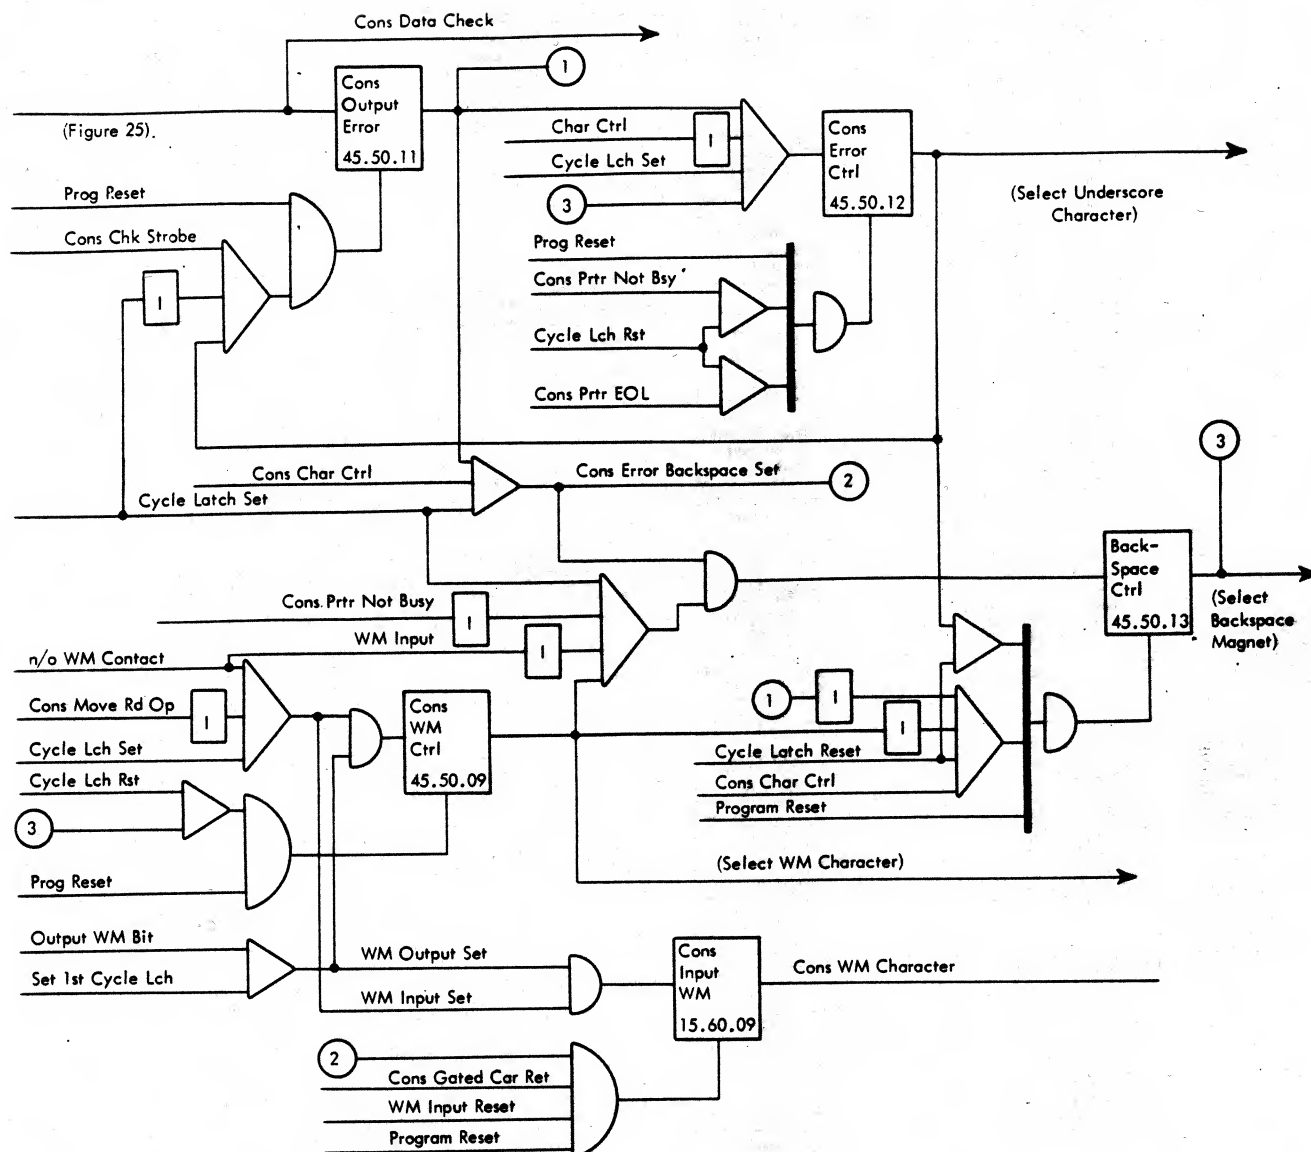 Cons Data Check
1
Cons
Output
Error
45.50.11
(Figure 25).
Char Ctrl
I
Cycle Lch Set
3
Cons
Error
Ctrl
45.50.12
(Select Underscore
Character)
Prog Reset
Cons Chk Strobe
I
Prog Reset
Cons Prtr Not Bsy
Cycle Lch Rst
Cons Prtr EOL
Cons Char Ctrl
Cycle Latch Set
Cons Error Backspace Set
2
3
Back-
Space
Ctrl
45.50.13
(Select
Backspace
Magnet)
Cons. Prtr Not Busy
I
WM Input
I
n/o WM Contact
Cons Move Rd Op
I
Cycle Lch Set
Cycle Lch Rst
3
Prog Reset
Cons
WM
Ctrl
45.50.09
1
I
I
Cycle Latch Reset
Cons Char Ctrl
Program Reset
(Select WM Character)
Output WM Bit
Set 1st Cycle Lch
WM Output Set
WM Input Set
Cons
Input
WM
15.60.09
Cons WM Character
2
Cons Gated Car Ret
WM Input Reset
Program Reset